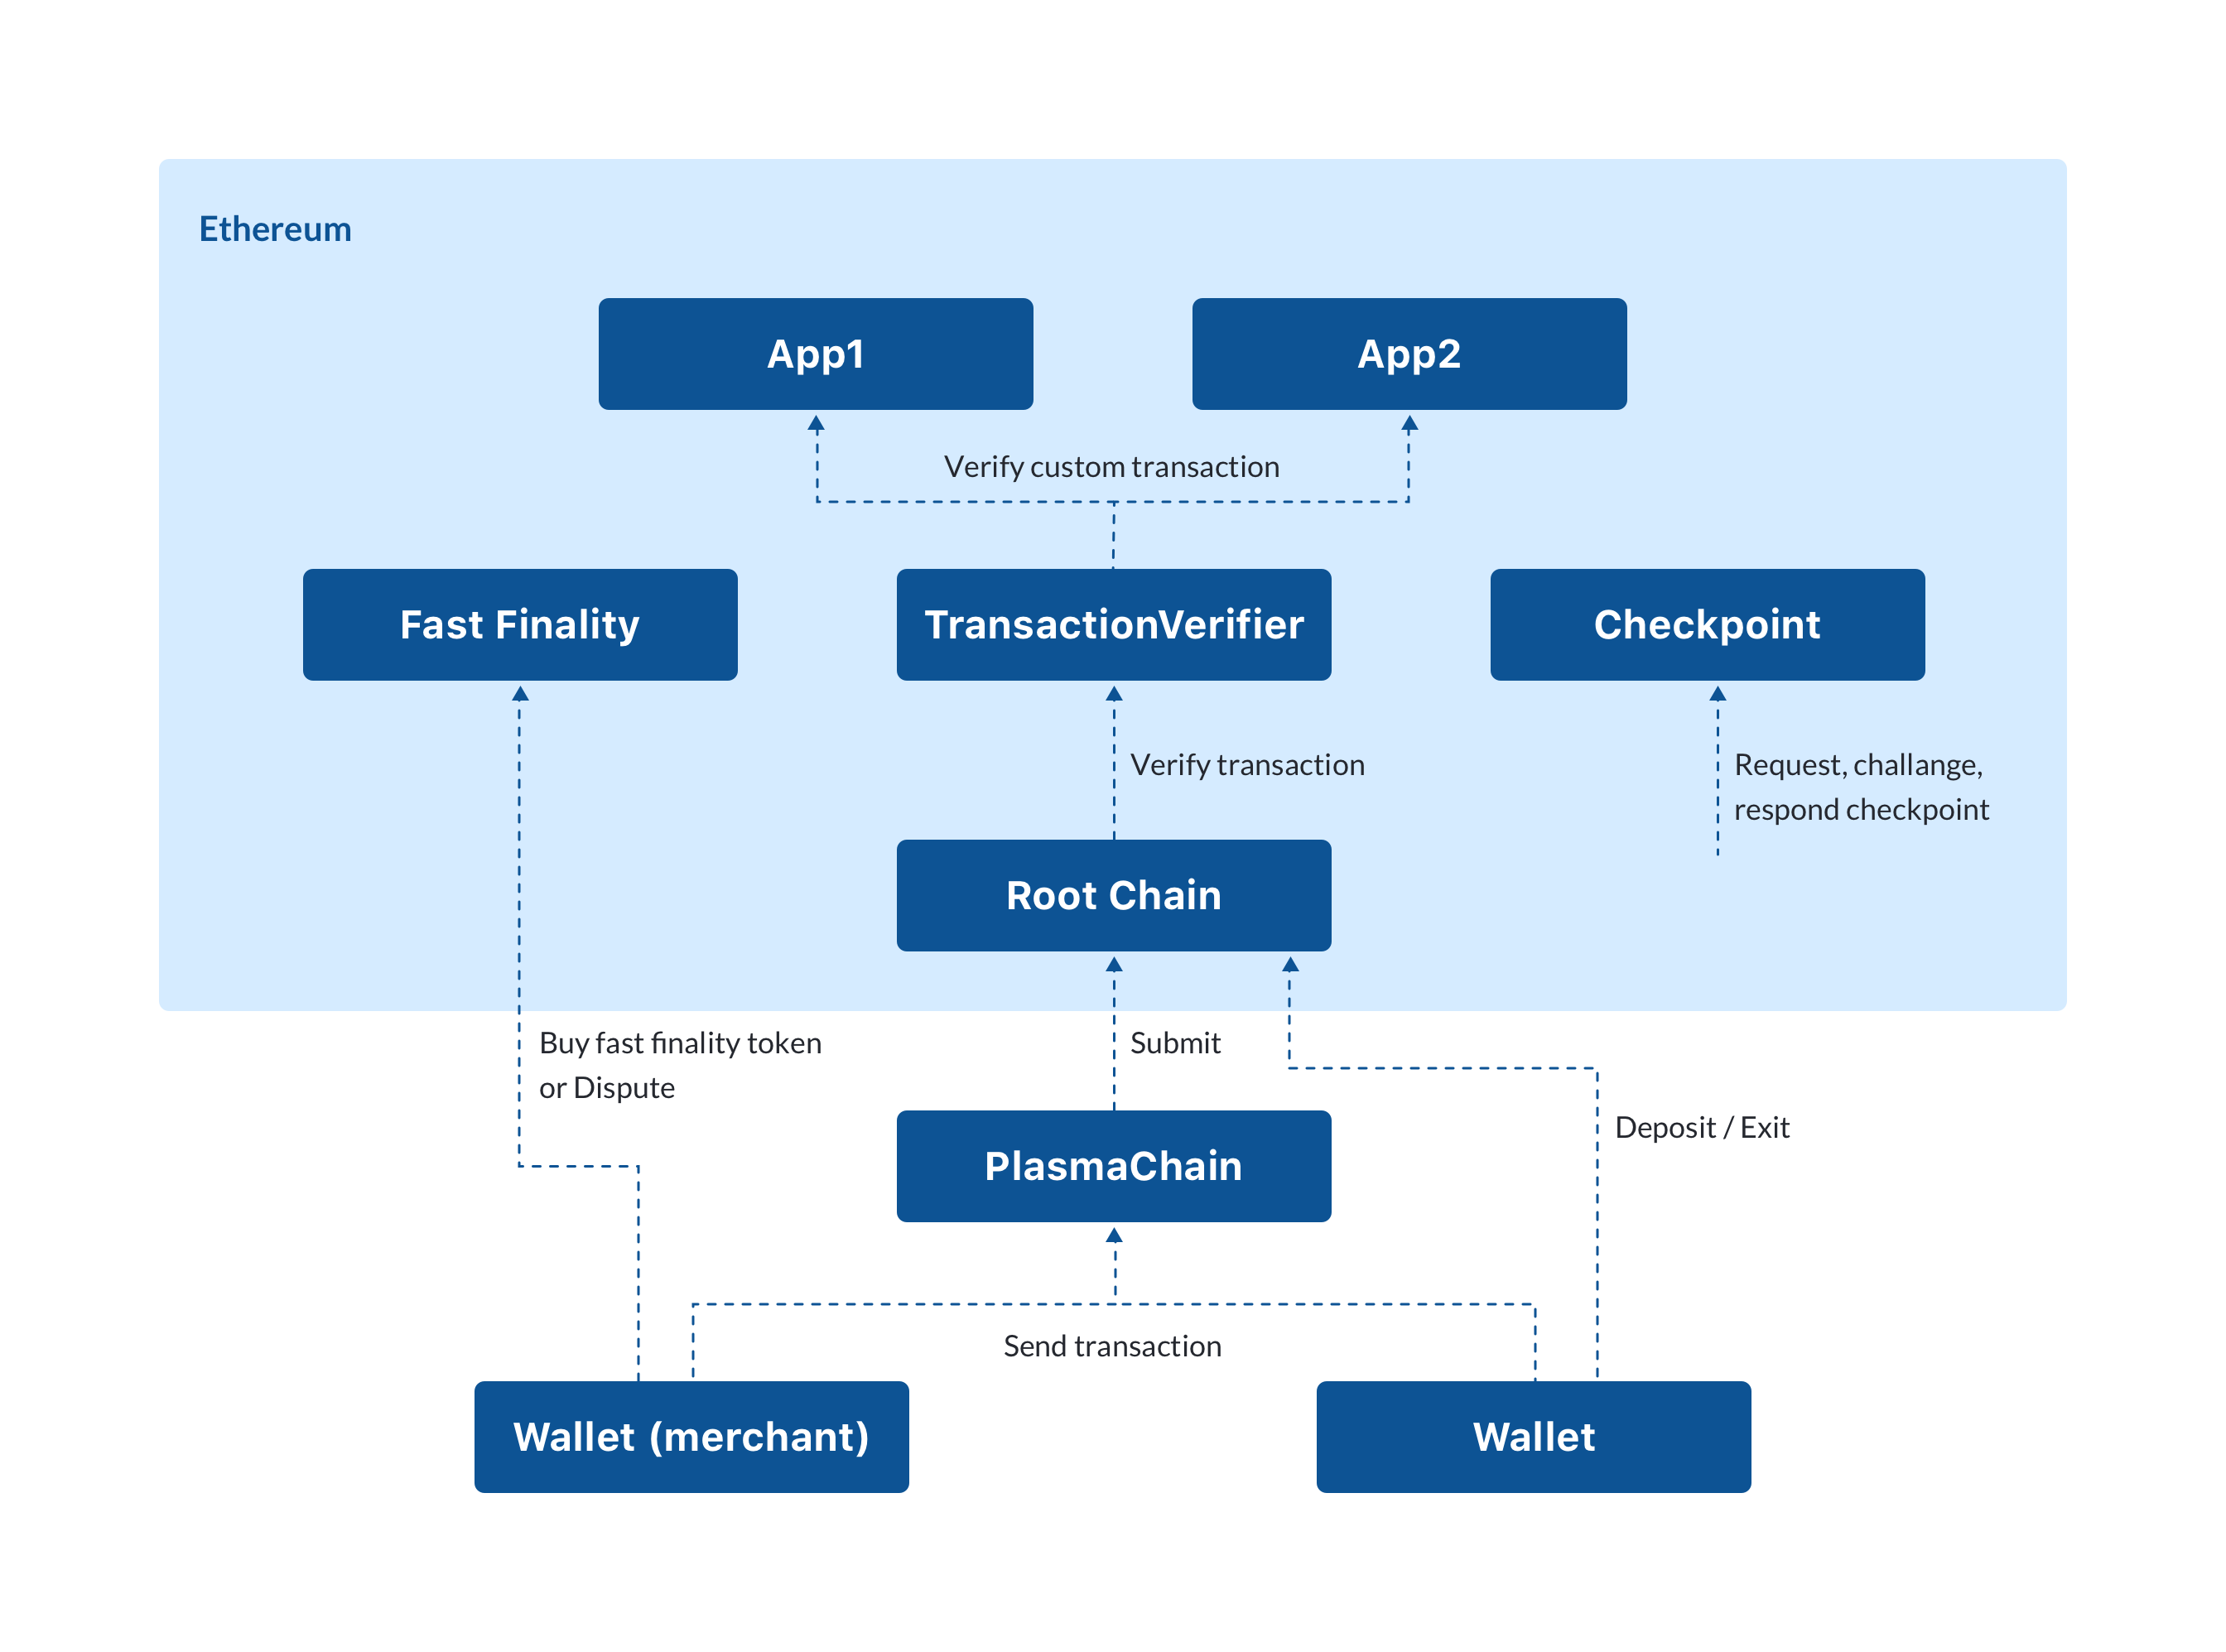 Ethereum
App1
App2
Verify custom transaction
Fast Finality
TransactionVerifier
Checkpoint
Verify transaction
Request, challange,
respond checkpoint
Root Chain
Buy fast finality token
or Dispute
Submit
Deposit / Exit
PlasmaChain
Send transaction
Wallet (merchant)
Wallet